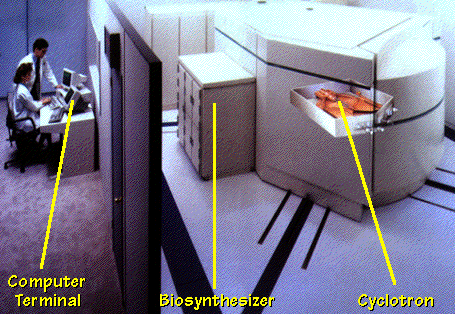 Computer
Terminal
Biosynthesizer
Cyclotron